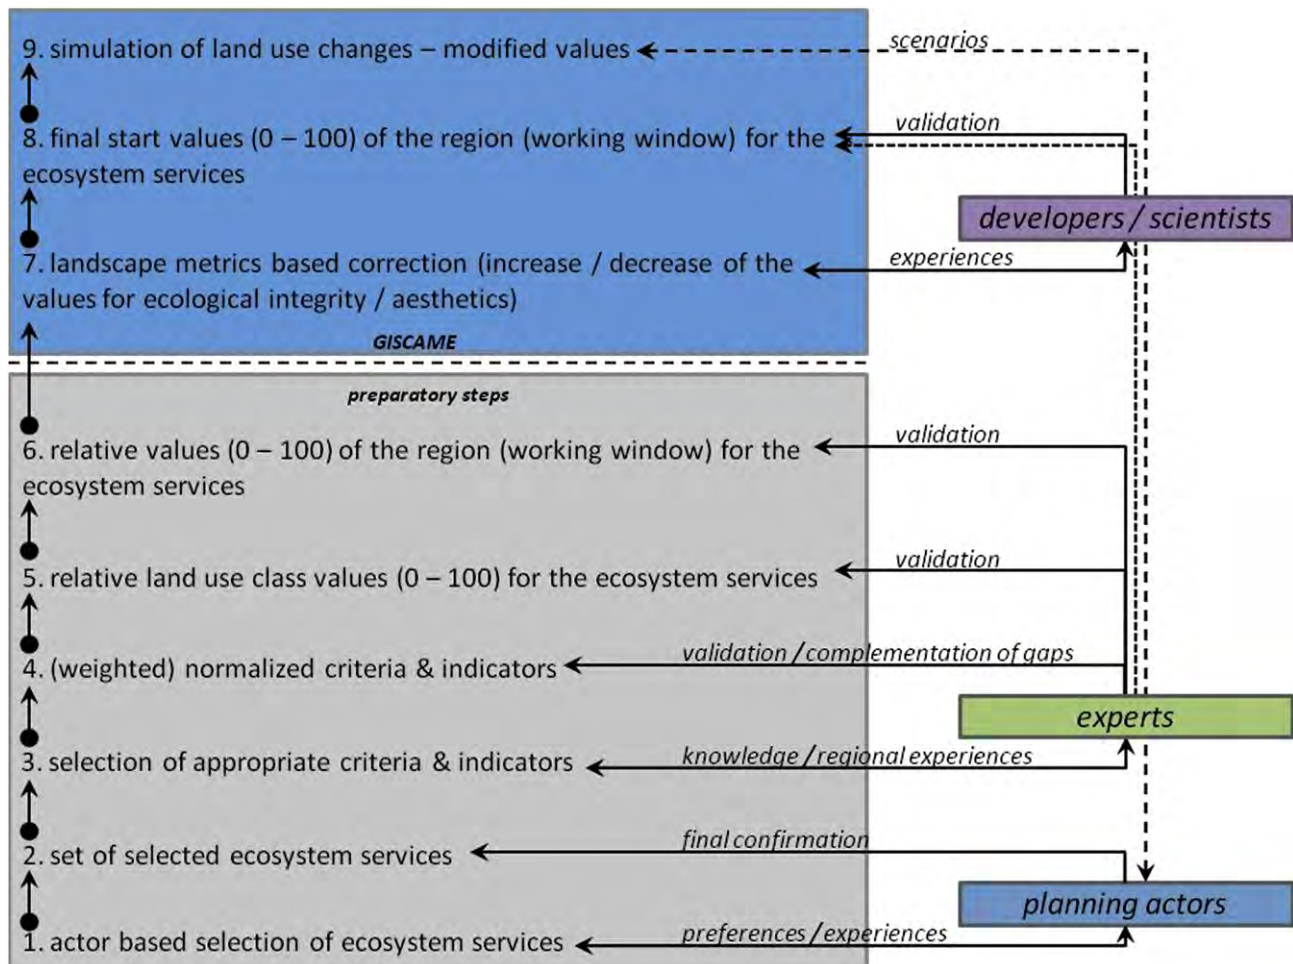 9. simulation of land use changes – modified values
scenarios
8. final start values (0 – 100) of the region (working window) for the
ecosystem services
validation
developers / scientists
7. landscape metrics based correction (increase / decrease of the
values for ecological integrity / aesthetics)
experiences
GISCAME
preparatory steps
6. relative values (0 – 100) of the region (working window) for the
ecosystem services
validation
5. relative land use class values (0 – 100) for the ecosystem services
validation
4. (weighted) normalized criteria & indicators
validation / complementation of gaps
experts
3. selection of appropriate criteria & indicators
knowledge / regional experiences
2. set of selected ecosystem services
final confirmation
planning actors
1. actor based selection of ecosystem services
preferences / experiences